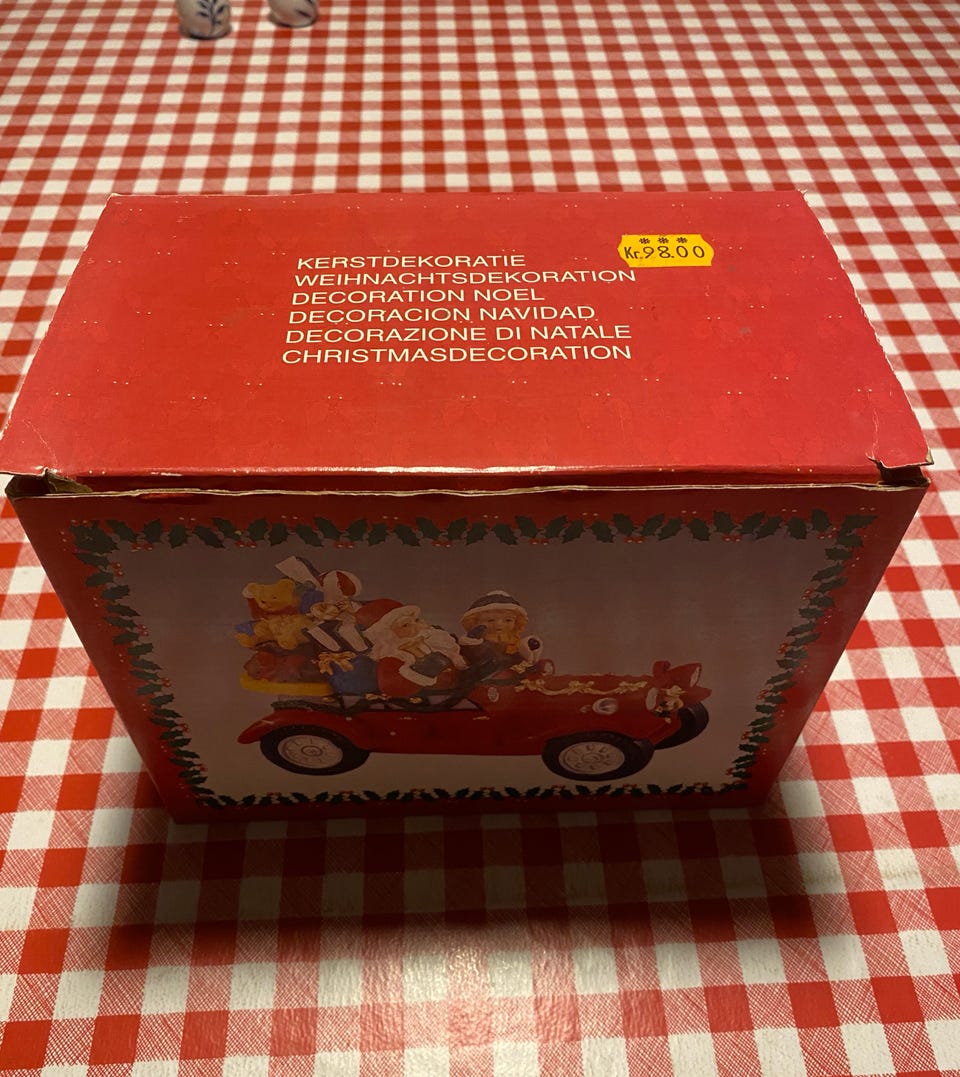 *** 
Kr.98.00
KERSTDEKORATIE
WEIHNACHTSDEKORATION
DECORATION NOEL
DECORACION NAVIDAD
DECORAZIONE DI NATALE
CHRISTMASDECORATION